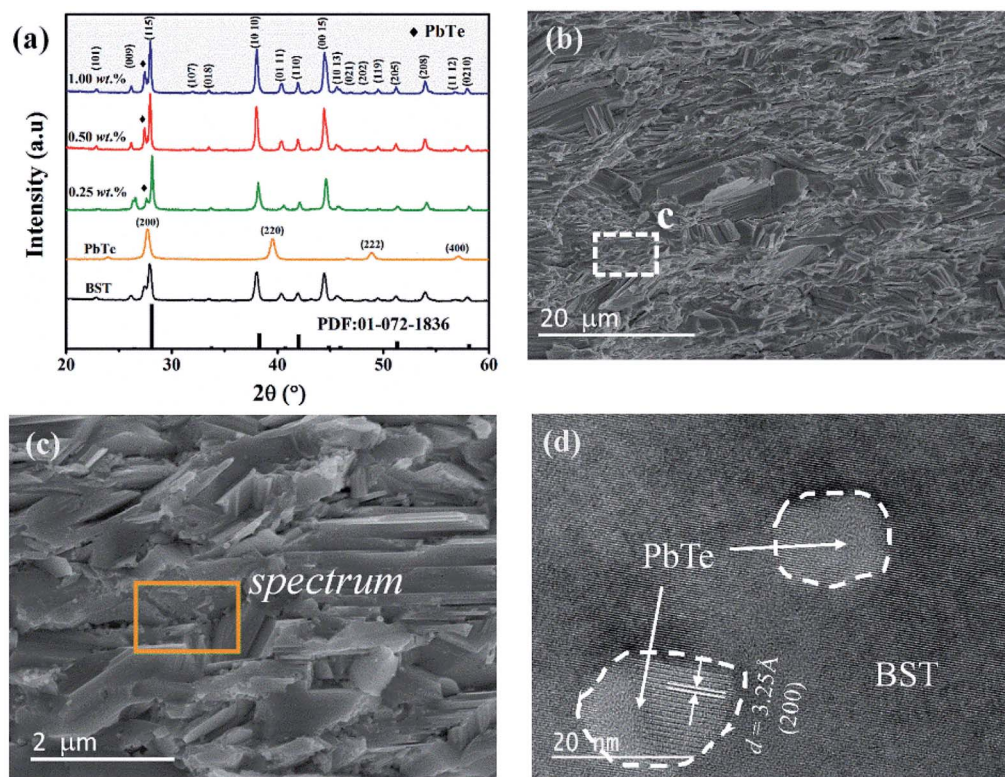 (a)
◆ PbTe
(101)
(009)
(115)
(107)
(018)
(10 10)
(01 11)
(110)
(00 15)
(10 13)
(021)
(202)
(119)
(205)
(208)
(11 12)
(0210)
1.00 wt.%
0.50 wt.%
0.25 wt.%
(200)
(220)
(222)
(400)
PbTe
BST
PDF:01-072-1836
Intensity (a.u)
20 30 40 50 60
2θ (°)
(b)
c
20 μm
(c)
spectrum
2 μm
(d)
PbTe
BST
d = 3.25Å
(200)
20 nm